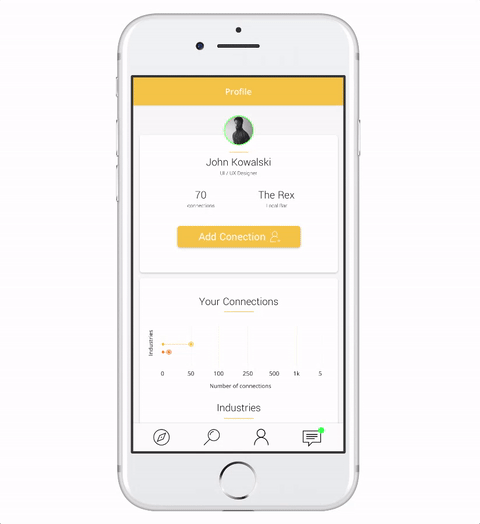 Profile
John Kowalski
UI / UX Designer
70
The Rex
connections
Local Bar
Add Conection
Your Connections
Industries
0 50 100 250 500 1k 5
Number of connections
Industries